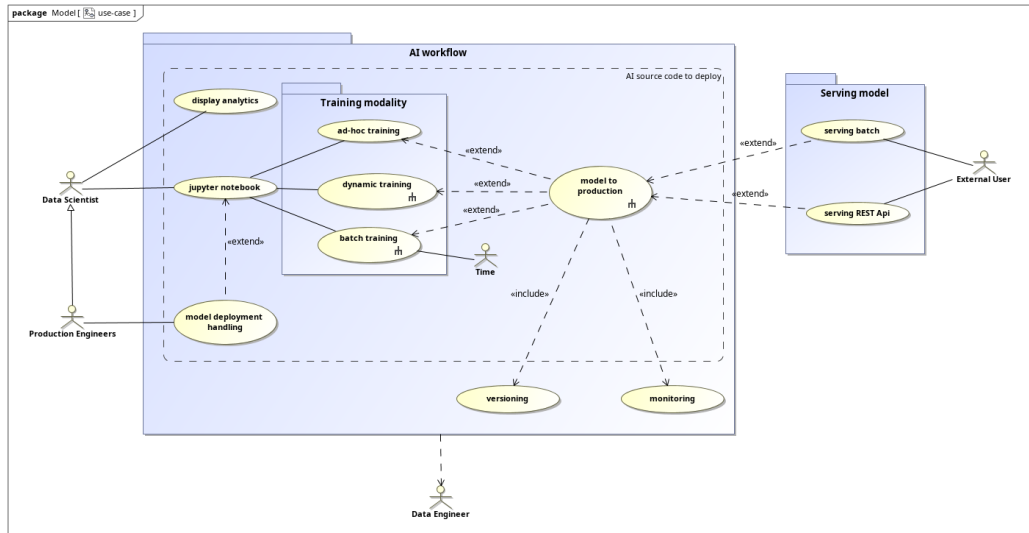 package Model [ use-case ]
AI workflow
AI source code to deploy
display analytics
Training modality
Serving model
ad-hoc training
serving batch
«extend»
«extend»
jupyter notebook
dynamic training
«extend»
model to
production
Data Scientist
External User
«extend»
«extend»
serving REST Api
batch training
«extend»
Time
«include»
«include»
model deployment
handling
Production Engineers
versioning
monitoring
Data Engineer